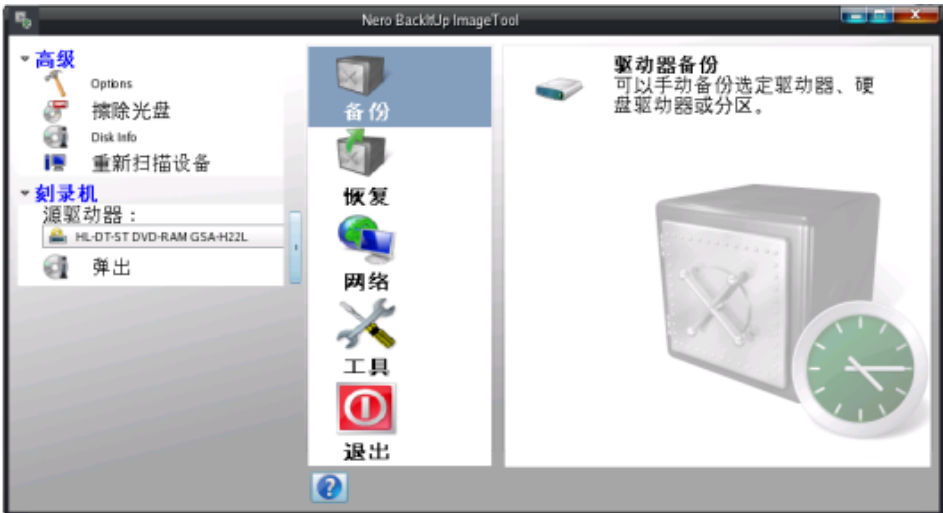 Nero BackItUp ImageTool
高级
Options
擦除光盘
Disk Info
重新扫描设备
刻录机
源驱动器：
HL-DT-ST DVD-RAM GSA-H22L
弹出
备份
恢复
网络
工具
退出
驱动器备份
可以手动备份选定驱动器、硬
盘驱动器或分区。